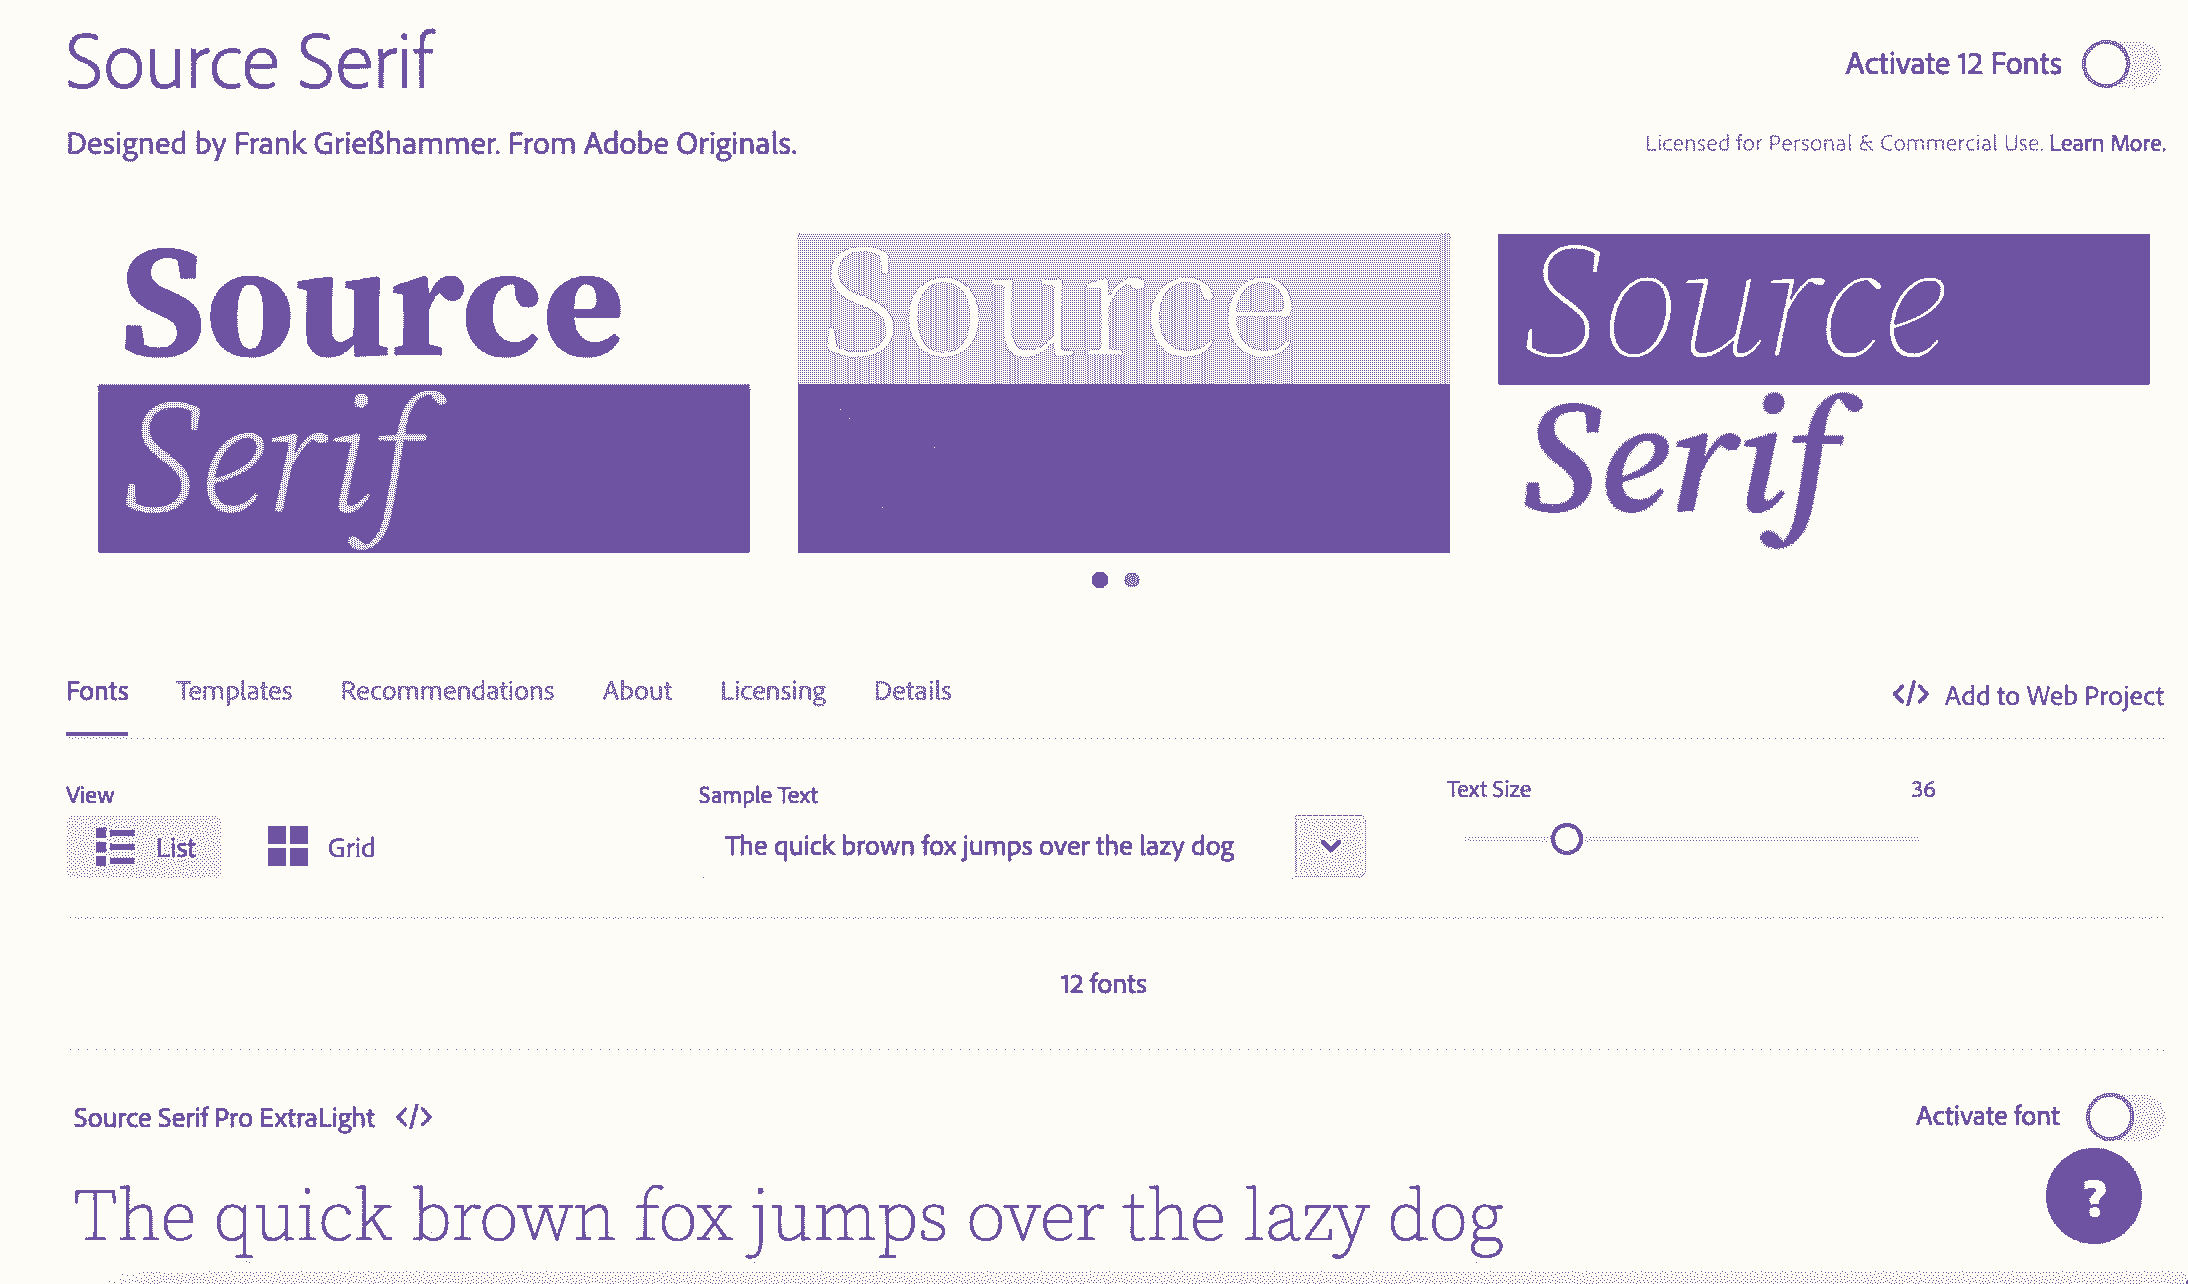 Source Serif
Activate 12 Fonts
Designed by Frank Grießhammer. From Adobe Originals.
Licensed for Personal & Commercial Use. Learn More.
Source
Serif
Source
Source
Serif
Fonts Templates Recommendations About Licensing Details
</> Add to Web Project
View
List Grid
Sample Text
The quick brown fox jumps over the lazy dog
Text Size 36
12 fonts
Source Serif Pro ExtraLight </>
Activate font
The quick brown fox jumps over the lazy dog
?